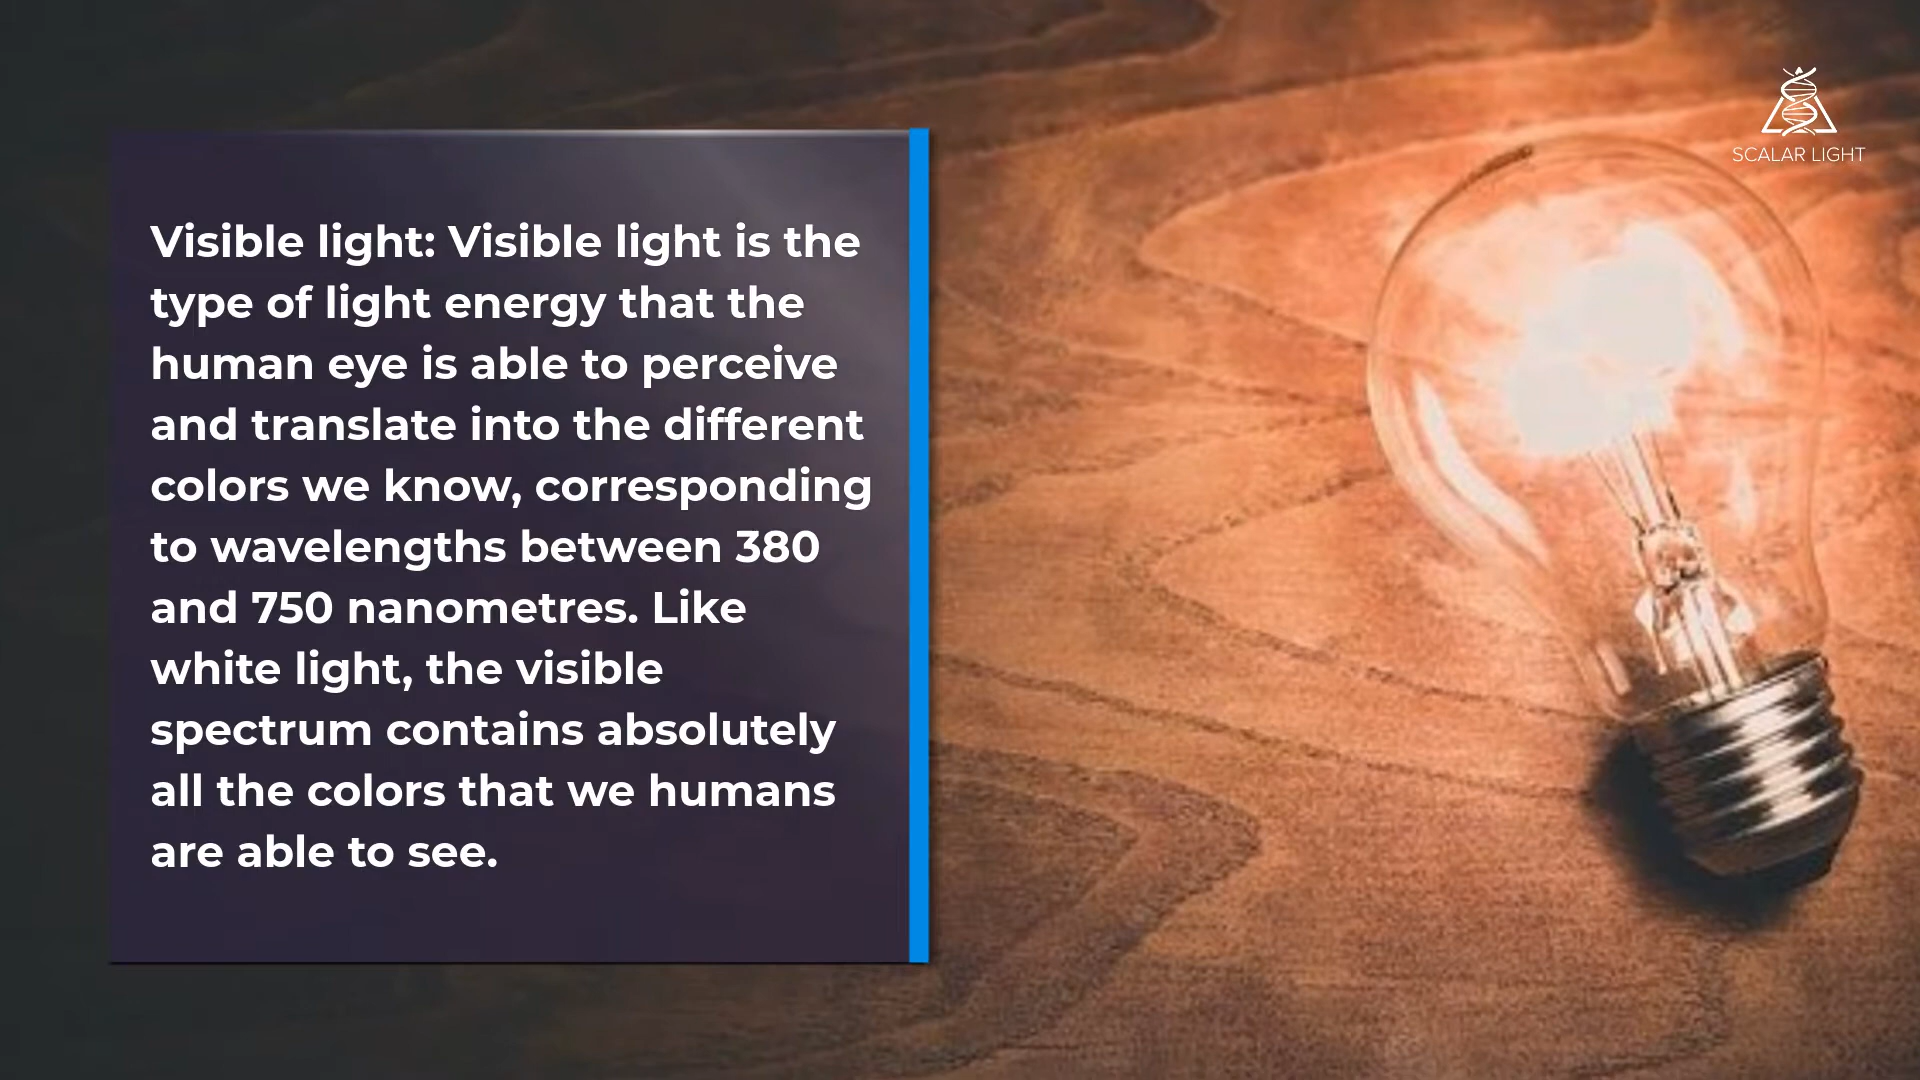 SCALAR LIGHT
Visible light: Visible light is the
type of light energy that the
human eye is able to perceive
and translate into the different
colors we know, corresponding
to wavelengths between 380
and 750 nanometres. Like
white light, the visible
spectrum contains absolutely
all the colors that we humans
are able to see.